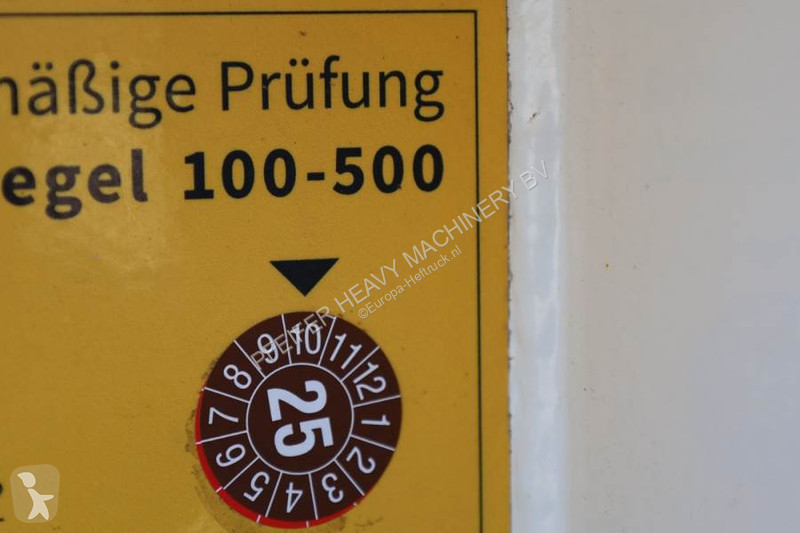 mäßige Prüfung
egel 100-500
PFEIFER HEAVY MACHINERY BV
©Europa-Heftruck.nl
1 2 3 4 5 6 7 8 9 10 11 12
25